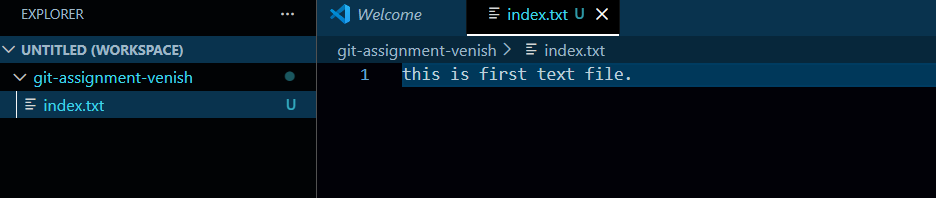 EXPLORER ...
UNTITLED (WORKSPACE)
git-assignment-venish
index.txt U
Welcome
index.txt U
git-assignment-venish > index.txt
1 this is first text file.